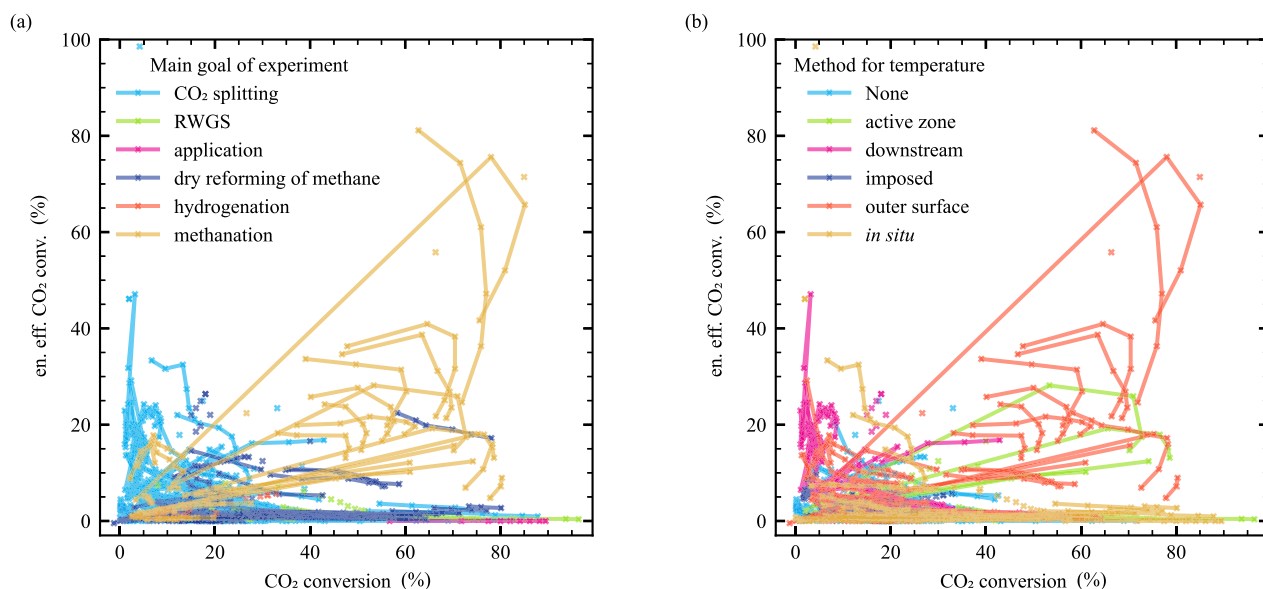 (a)
100
80
60
40
20
0
en. eff. CO₂ conv. (%)
Main goal of experiment
CO₂ splitting
RWGS
application
dry reforming of methane
hydrogenation
methanation
0 20 40 60 80
CO₂ conversion (%)
(b)
100
80
60
40
20
0
en. eff. CO₂ conv. (%)
Method for temperature
None
active zone
downstream
imposed
outer surface
in situ
0 20 40 60 80
CO₂ conversion (%)